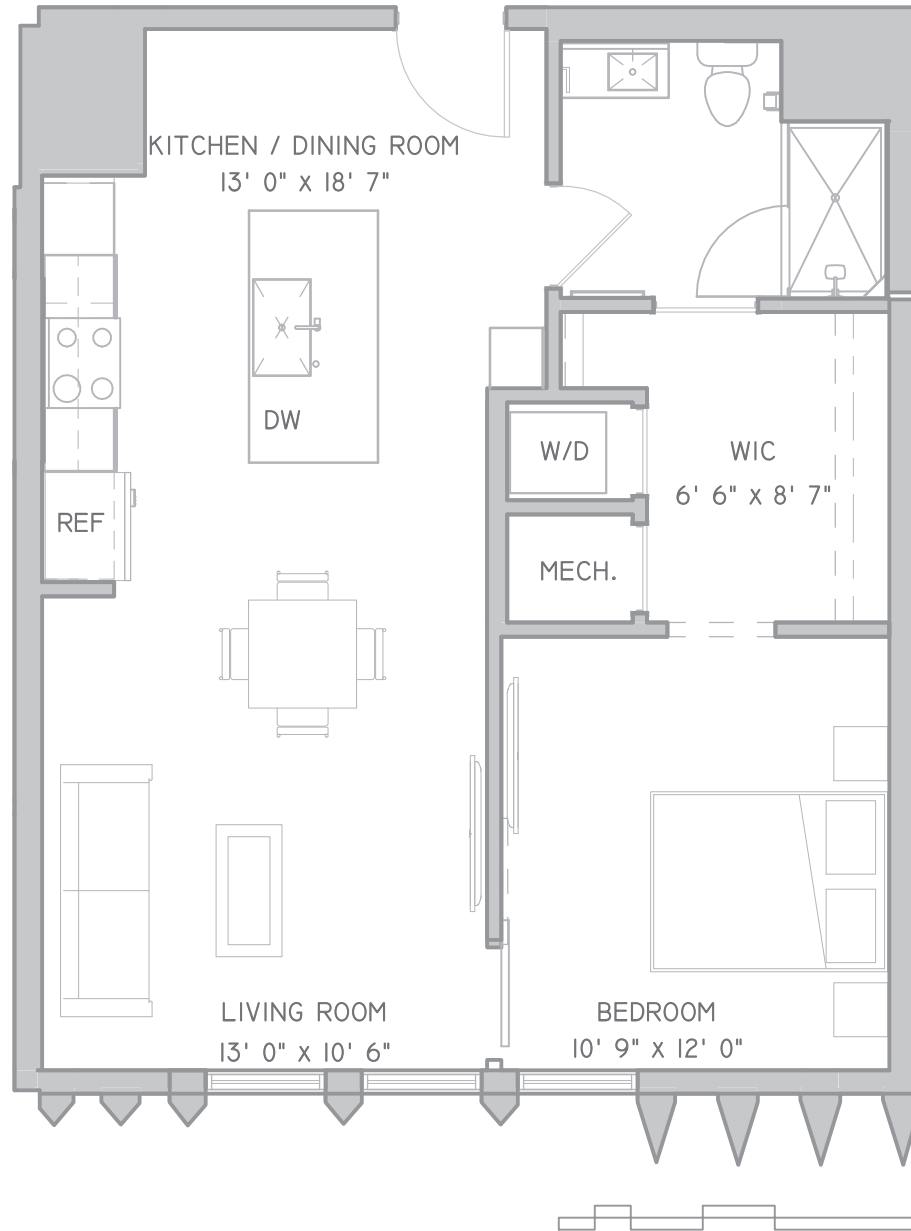 KITCHEN / DINING ROOM
13' 0" X 18' 7"
DW
REF
W/D
WIC
6' 6" X 8' 7"
MECH.
LIVING ROOM
13' 0" X 10' 6"
BEDROOM
10' 9" X 12' 0"